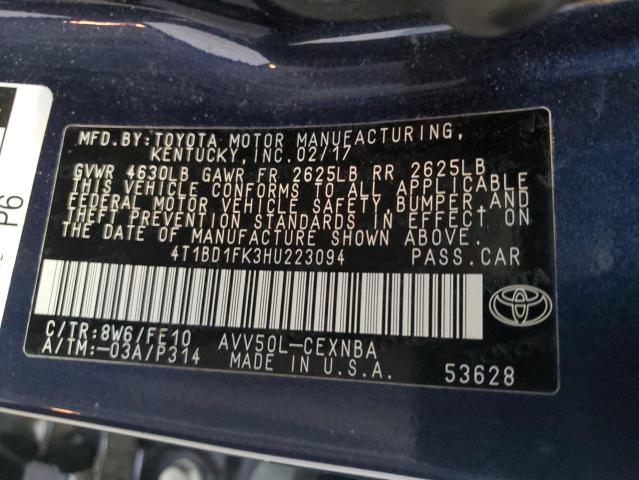 MFD.BY:TOYOTA MOTOR MANUFACTURING,
KENTUCKY, INC.02/17
GVWR 4630LB GAWR FR 2625LB RR 2625LB
THIS VEHICLE CONFORMS TO ALL APPLICABLE
FEDERAL MOTOR VEHICLE SAFETY, BUMPER,AND
THEFT PREVENTION STANDARDS IN EFFECT ON
THE DATE OF MANUFACTURE SHOWN ABOVE.
4T1BD1FK3HU223094 PASS.CAR
C/TR:8W6/FE10 AVV50L-CEXNBA
A/TM:-03A/P314 MADE IN U.S.A.
53628
P6